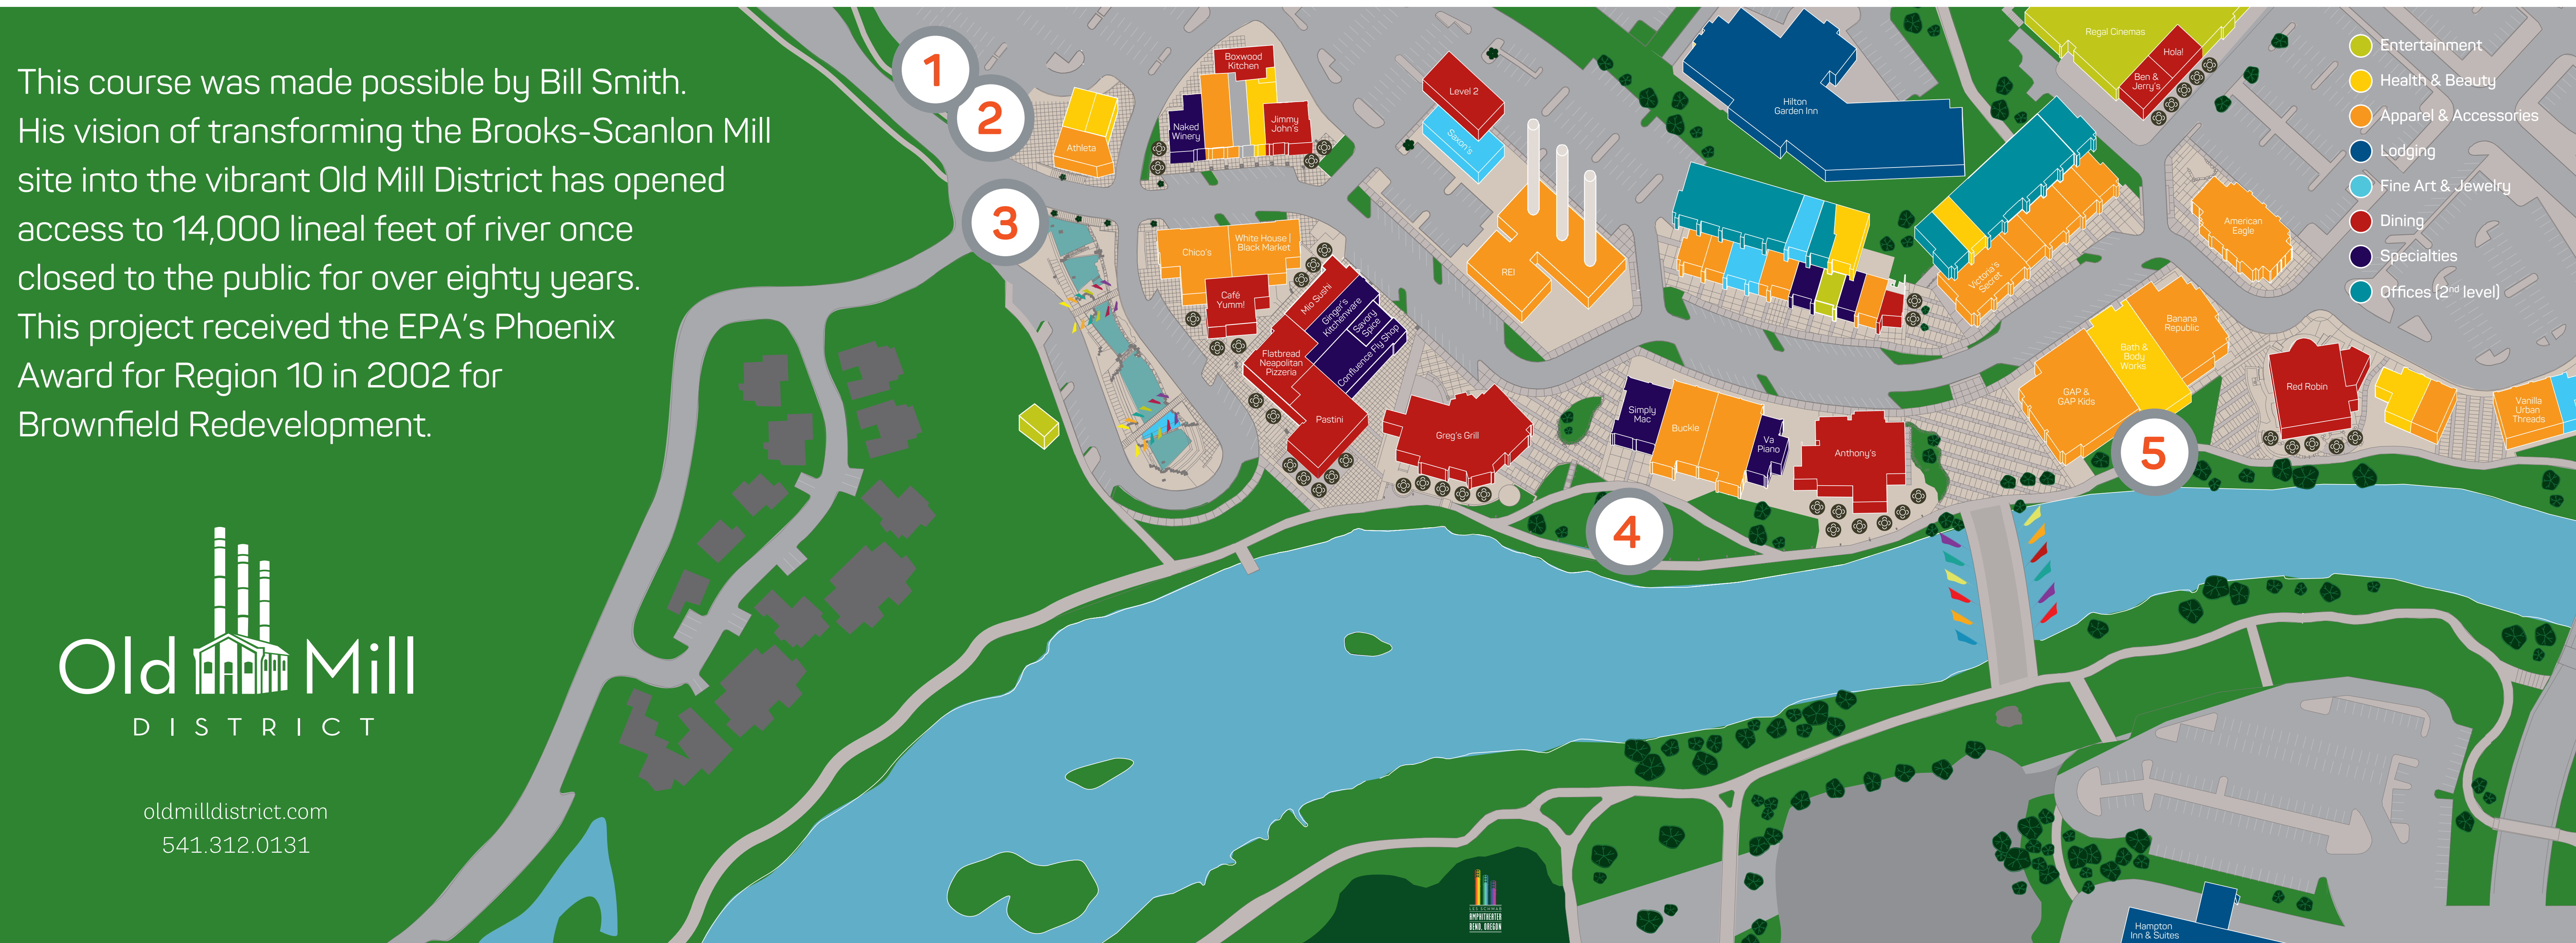 This course was made possible by Bill Smith.
His vision of transforming the Brooks-Scanlon Mill
site into the vibrant Old Mill District has opened
access to 14,000 lineal feet of river once
closed to the public for over eighty years.
This project received the EPA's Phoenix
Award for Region 10 in 2002 for
Brownfield Redevelopment.
Old Mill
DISTRICT
oldmilldistrict.com
541.312.0131
1
2
3
4
5
Athleta
Boxwood
Kitchen
Naked
Winery
Jimmy
John's
Chico's
White House |
Black Market
Café
Yumm!
Mio Sushi
Ginger's
Kitchenware
Savory
Spice
Confluence Fly Shop
Flatbread
Neapolitan
Pizzeria
Pastini
Level 2
Saxon's
REI
Greg's Grill
Hilton
Garden Inn
Simply
Mac
Buckle
Va
Piano
Anthony's
Victoria's
Secret
Regal Cinemas
Hola!
Ben &
Jerry's
American
Eagle
GAP &
GAP Kids
Bath &
Body
Works
Banana
Republic
Red Robin
Vanilla
Urban
Threads
LES SCHWAB
AMPHITHEATER
BEND, OREGON
Hampton
Inn & Suites
Entertainment
Health & Beauty
Apparel & Accessories
Lodging
Fine Art & Jewelry
Dining
Specialties
Offices (2nd level)